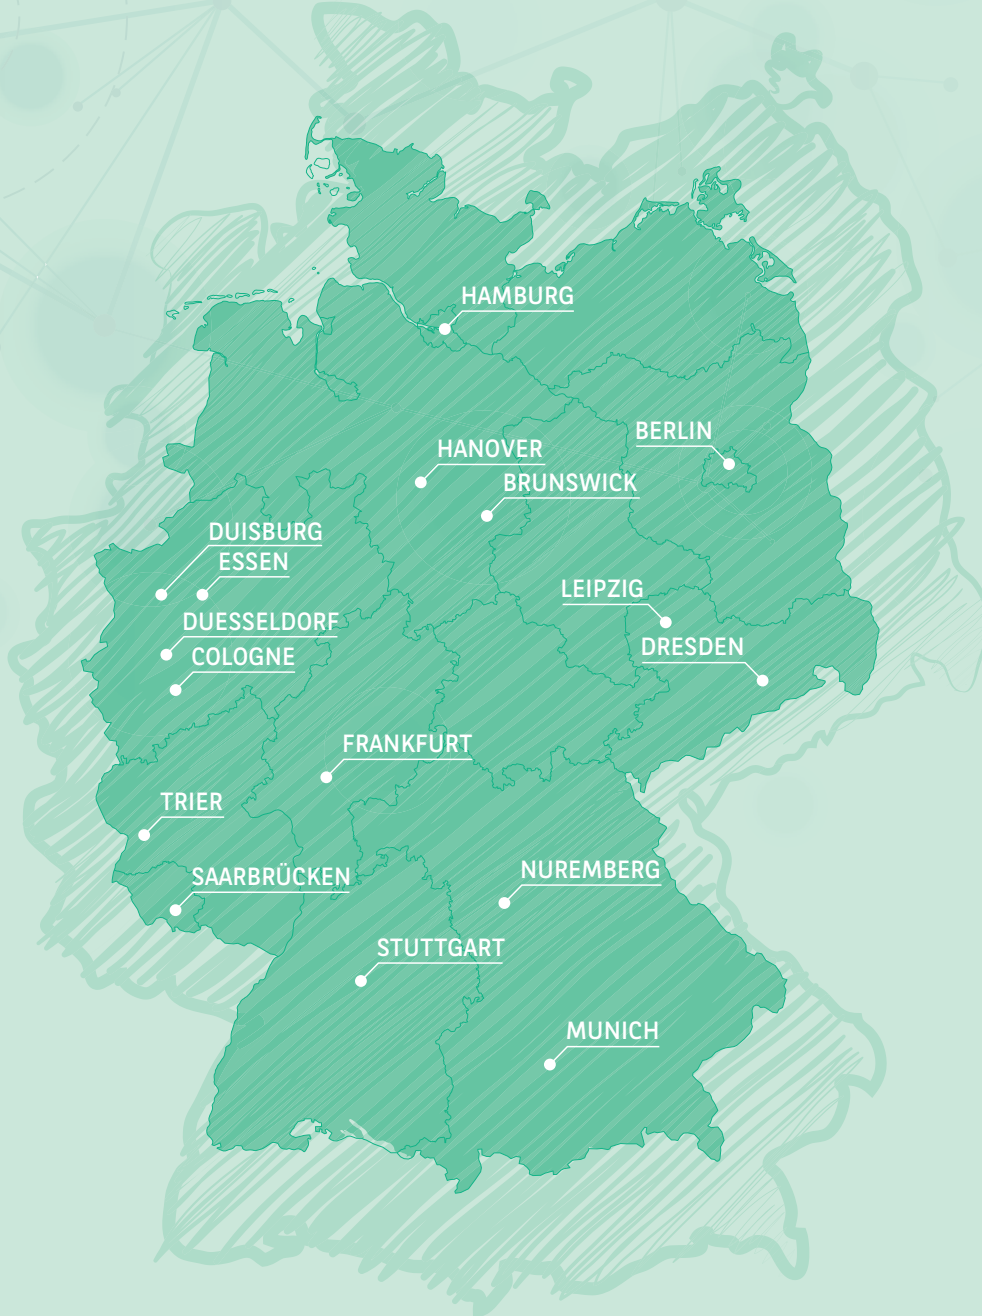 HAMBURG
BERLIN
HANOVER
BRUNSWICK
DUISBURG
ESSEN
LEIPZIG
DUESSELDORF
DRESDEN
COLOGNE
FRANKFURT
TRIER
NUREMBERG
SAARBRÜCKEN
STUTTGART
MUNICH